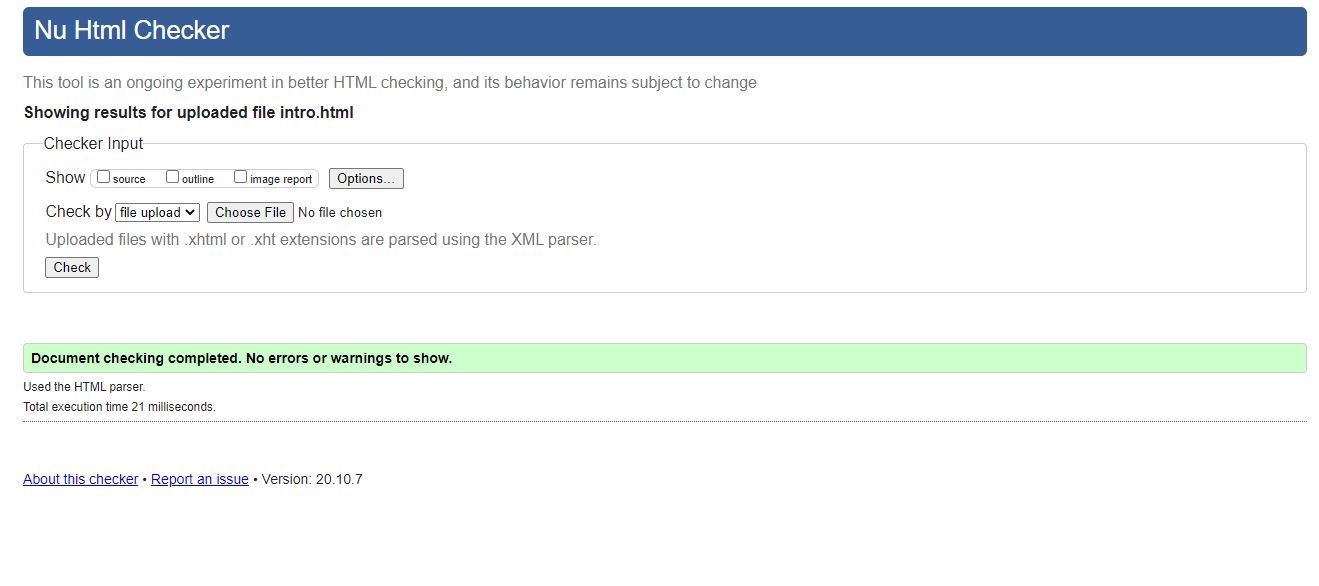 Nu Html Checker
This tool is an ongoing experiment in better HTML checking, and its behavior remains subject to change
Showing results for uploaded file intro.html
Checker Input
Show source outline image report Options...
Check by file upload Choose File No file chosen
Uploaded files with .xhtml or .xht extensions are parsed using the XML parser.
Check
Document checking completed. No errors or warnings to show.
Used the HTML parser.
Total execution time 21 milliseconds.
About this checker • Report an issue • Version: 20.10.7